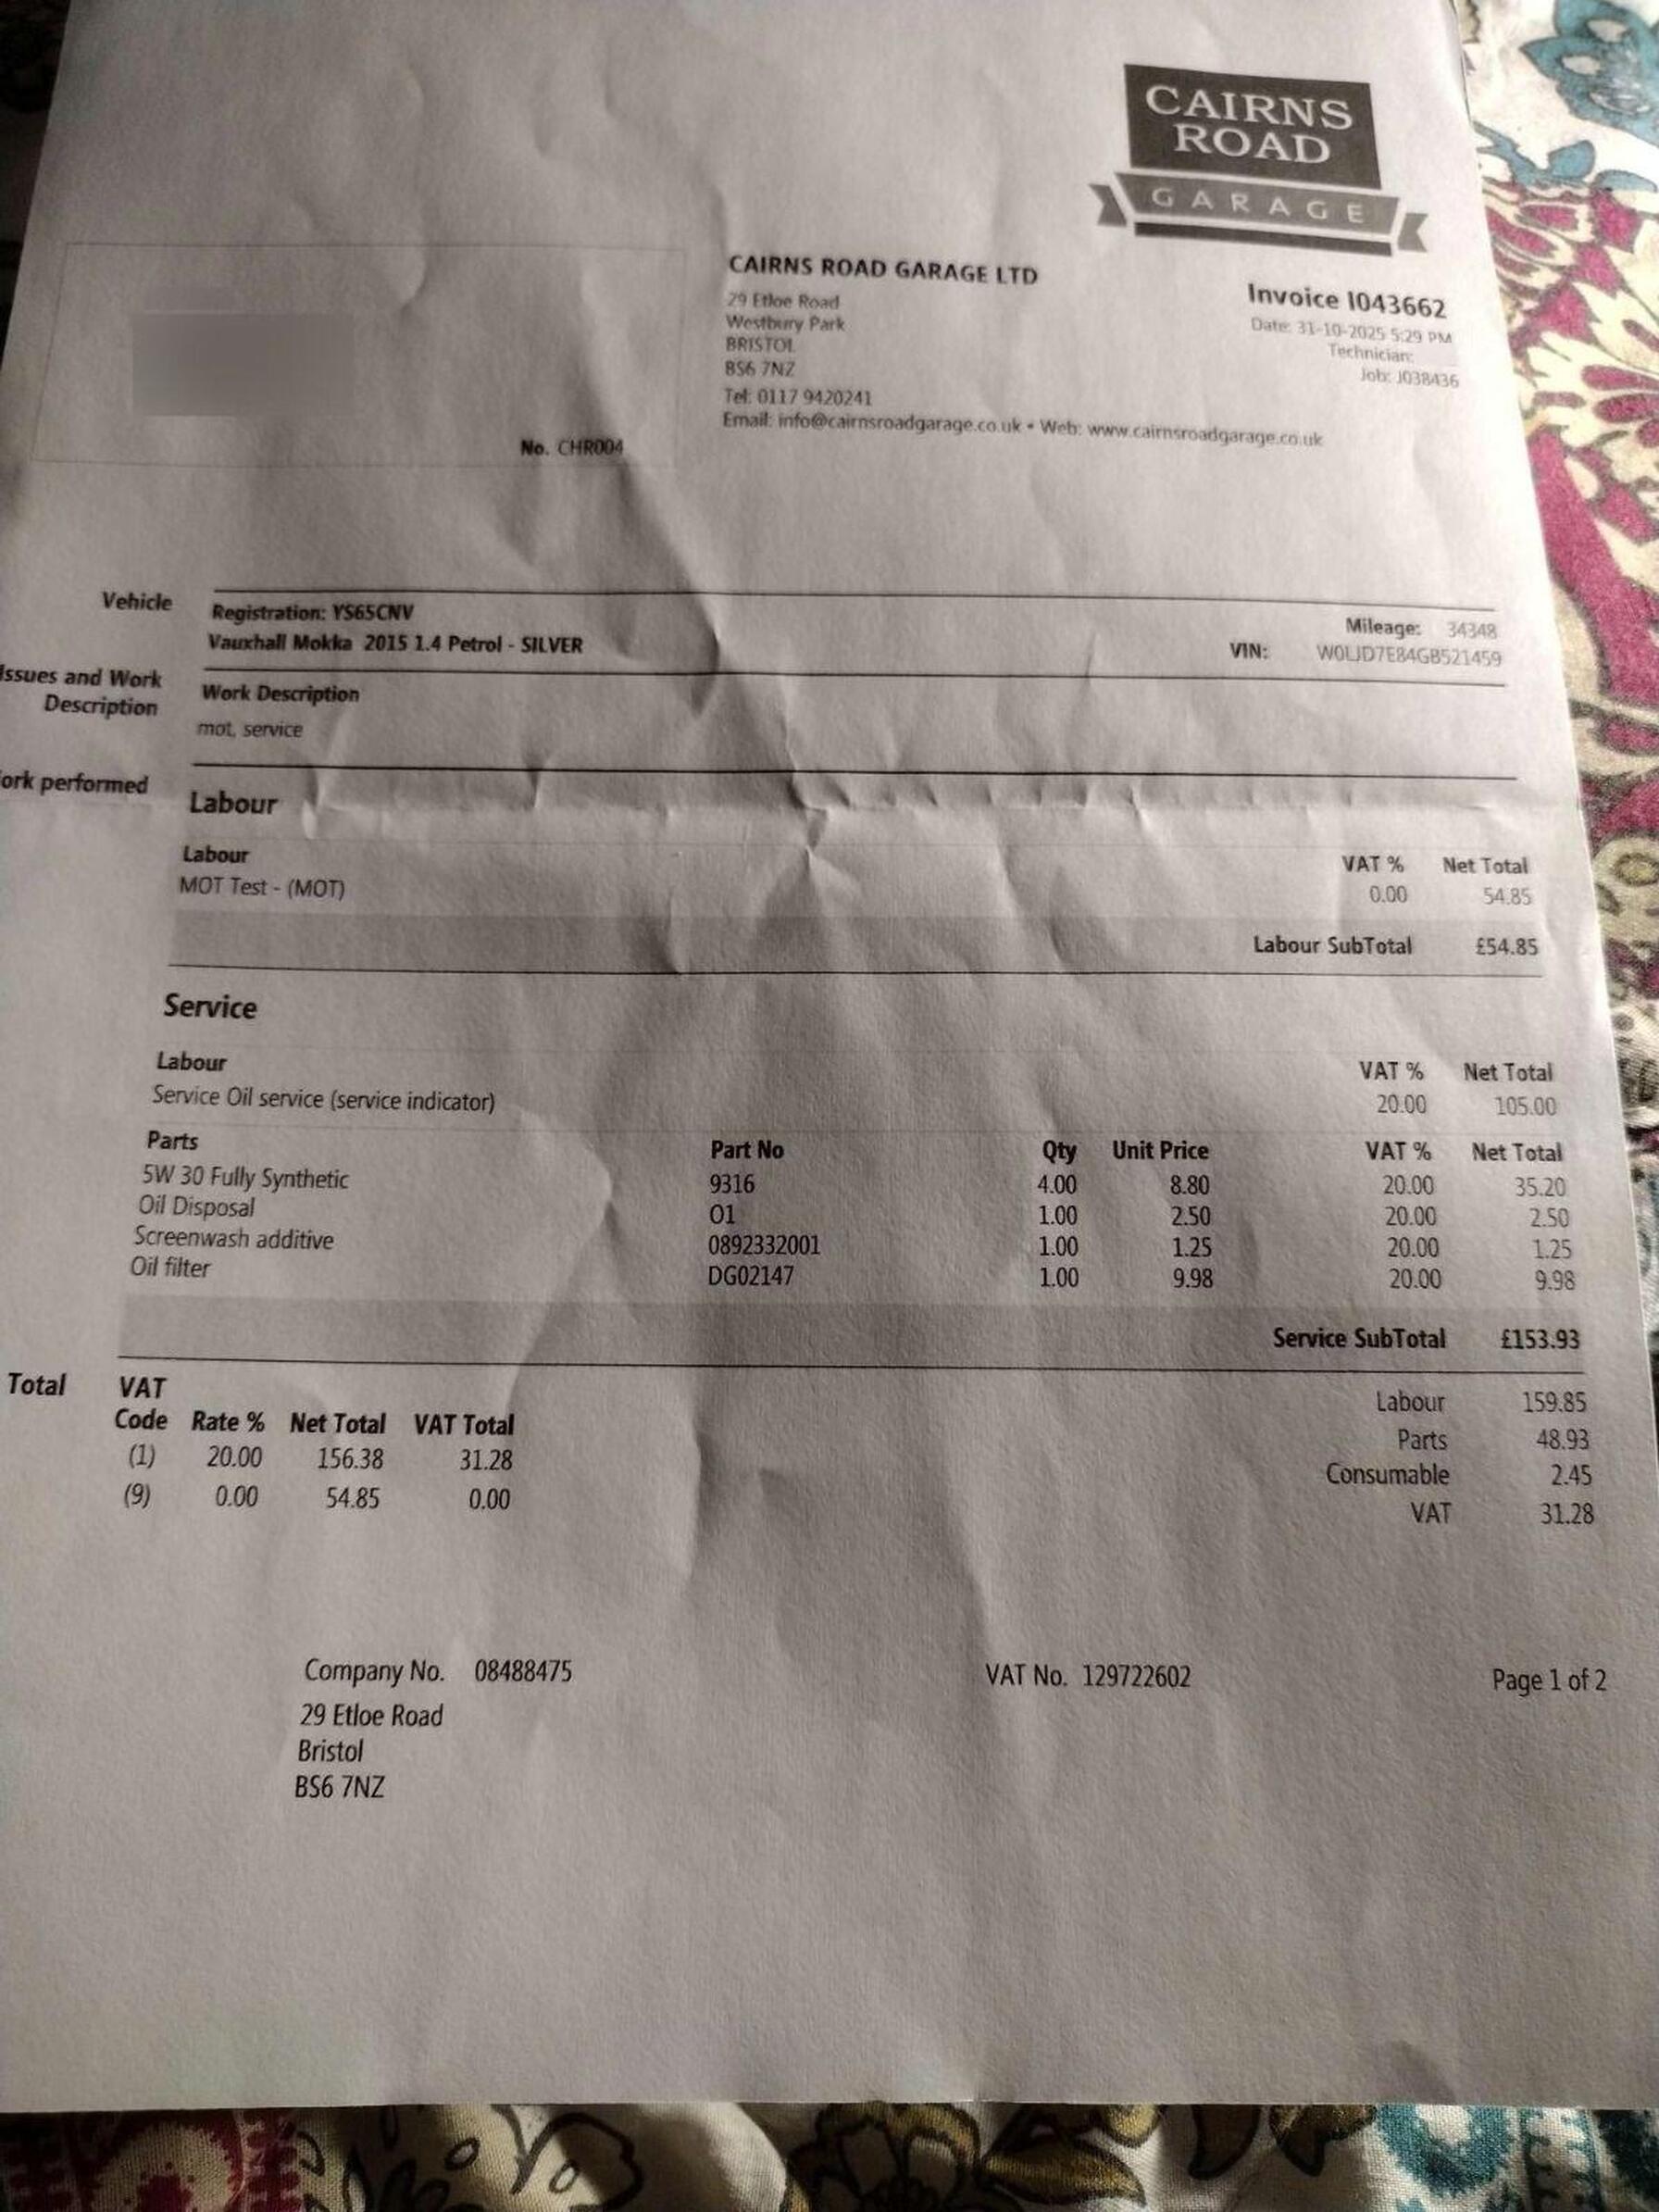 CAIRNS
ROAD
GARAGE
CAIRNS ROAD GARAGE LTD
29 Etloe Road
Westbury Park
BRISTOL
BS6 7NZ
Tel: 0117 9420241
Email: info@cairnsroadgarage.co.uk • Web: www.cairnsroadgarage.co.uk
Invoice I043662
Date: 31-10-2025 5:29 PM
Technician:
Job: J038436
No. CHR004
Vehicle
Registration: YS65CNV
Mileage: 34348
Vauxhall Mokka 2015 1.4 Petrol - SILVER
VIN: W0LJD7E84GB521459
Issues and Work
Description
Work Description
mot, service
ork performed
Labour
Labour VAT % Net Total
MOT Test - (MOT) 0.00 54.85
Labour SubTotal £54.85
Service
Labour VAT % Net Total
Service Oil service (service indicator) 20.00 105.00
Parts Part No Qty Unit Price VAT % Net Total
5W 30 Fully Synthetic 9316 4.00 8.80 20.00 35.20
Oil Disposal O1 1.00 2.50 20.00 2.50
Screenwash additive 0892332001 1.00 1.25 20.00 1.25
Oil filter DG02147 1.00 9.98 20.00 9.98
Service SubTotal £153.93
Total
VAT
Code Rate % Net Total VAT Total
(1) 20.00 156.38 31.28
(9) 0.00 54.85 0.00
Labour 159.85
Parts 48.93
Consumable 2.45
VAT 31.28
Company No. 08488475
29 Etloe Road
Bristol
BS6 7NZ
VAT No. 129722602
Page 1 of 2